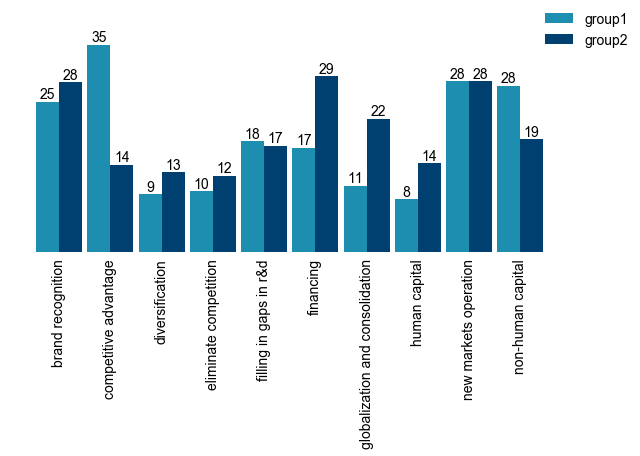 group1
group2
25 28 35 14 9 13 10 12 18 17 17 29 11 22 8 14 28 28 28 19
brand recognition
competitive advantage
diversification
eliminate competition
filling in gaps in r&d
financing
globalization and consolidation
human capital
new markets operation
non-human capital